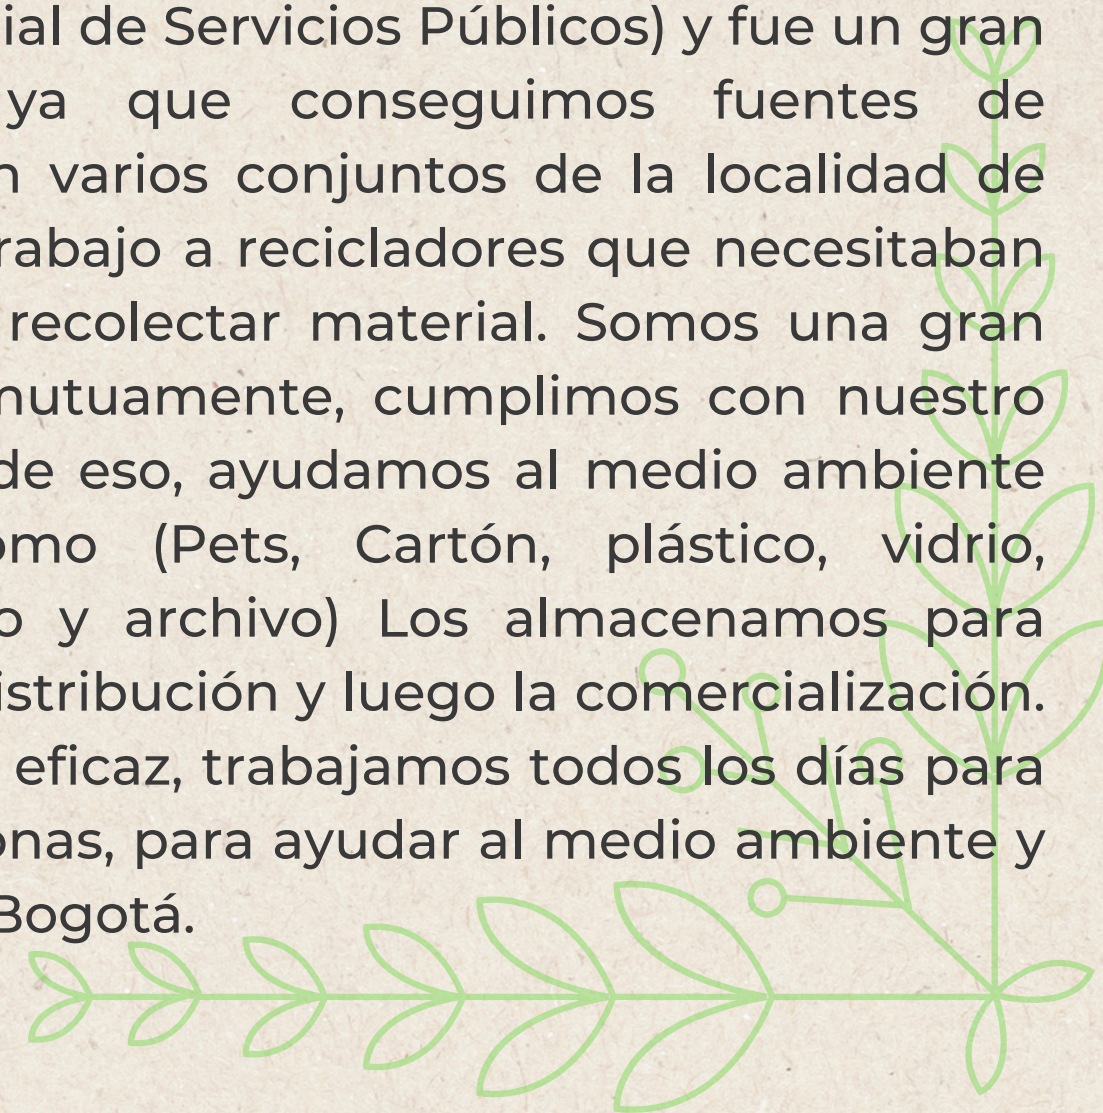 ial de Servicios Públicos) y fue un gran
ya que conseguimos fuentes de
n varios conjuntos de la localidad de
rabajo a recicladores que necesitaban
recolectar material. Somos una gran
mutuamente, cumplimos con nuestro
de eso, ayudamos al medio ambiente
omo (Pets, Cartón, plástico, vidrio,
o y archivo) Los almacenamos para
istribución y luego la comercialización.
eficaz, trabajamos todos los días para
onas, para ayudar al medio ambiente y
Bogotá.